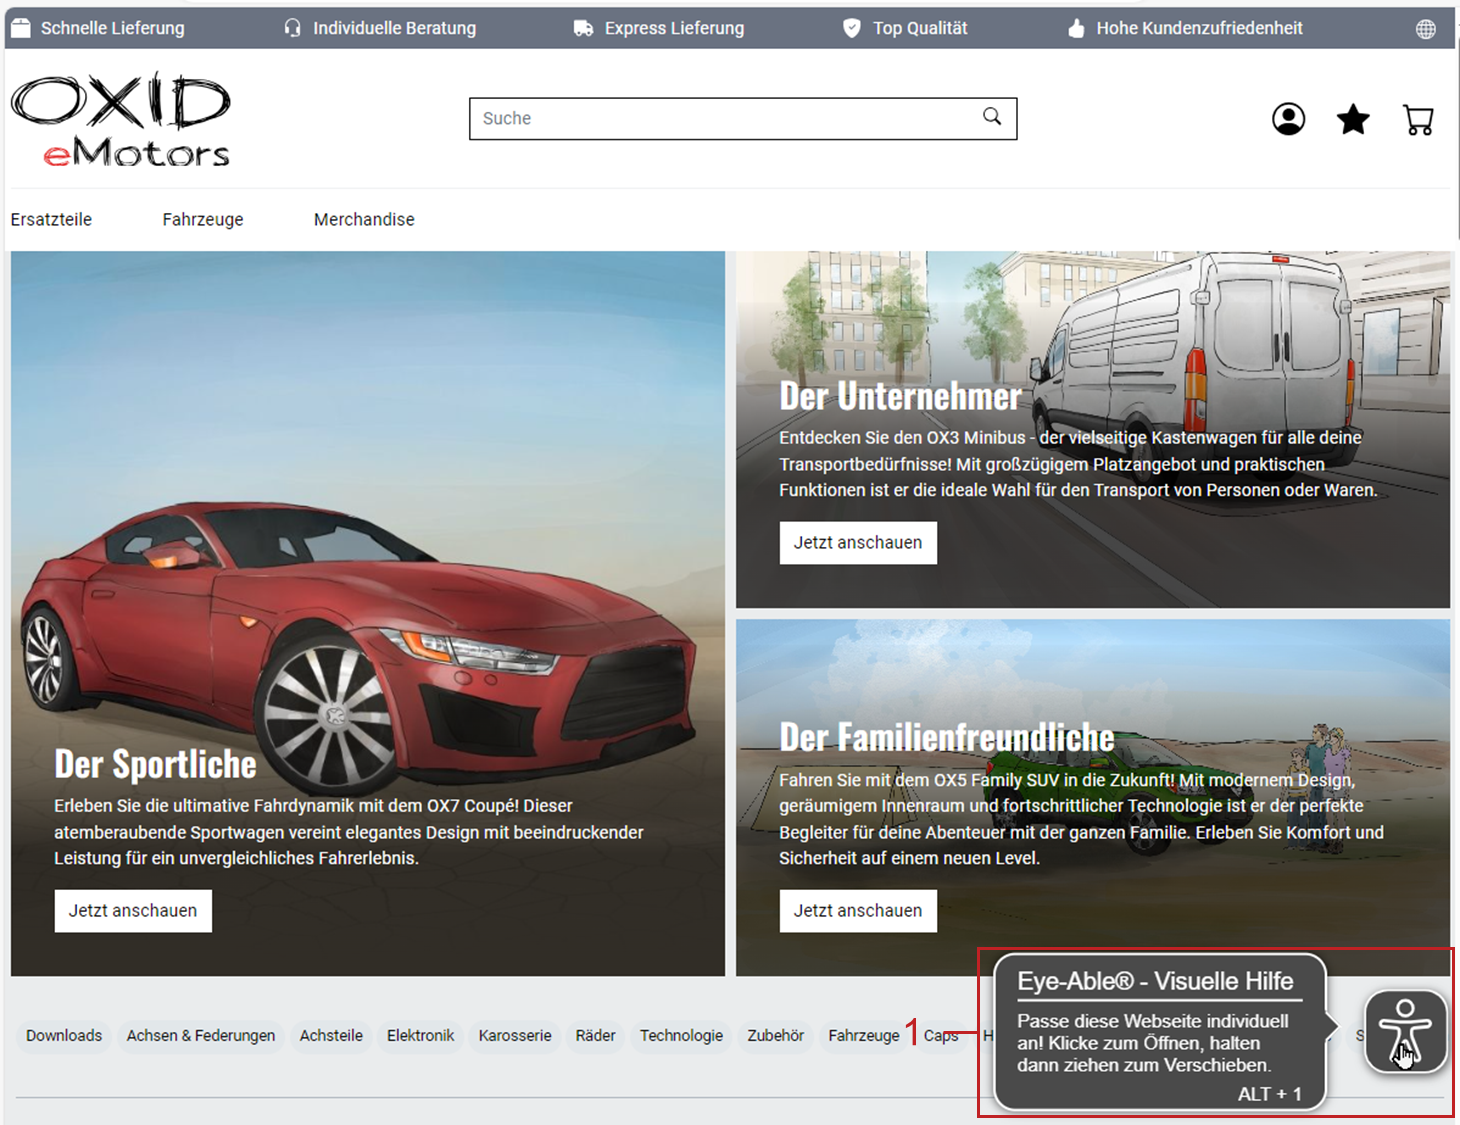 Schnelle Lieferung
Individuelle Beratung
Express Lieferung
Top Qualität
Hohe Kundenzufriedenheit
OXID
eMotors
Suche
Ersatzteile
Fahrzeuge
Merchandise
Der Unternehmer
Entdecken Sie den OX3 Minibus - der vielseitige Kastenwagen für alle deine
Transportbedürfnisse! Mit großzügigem Platzangebot und praktischen
Funktionen ist er die ideale Wahl für den Transport von Personen oder Waren.
Jetzt anschauen
Der Sportliche
Erleben Sie die ultimative Fahrdynamik mit dem OX7 Coupé! Dieser
atemberaubende Sportwagen vereint elegantes Design mit beeindruckender
Leistung für ein unvergleichliches Fahrerlebnis.
Jetzt anschauen
Der Familienfreundliche
Fahren Sie mit dem OX5 Family SUV in die Zukunft! Mit modernem Design,
geräumigem Innenraum und fortschrittlicher Technologie ist er der perfekte
Begleiter für deine Abenteuer mit der ganzen Familie. Erleben Sie Komfort und
Sicherheit auf einem neuen Level.
Jetzt anschauen
Downloads
Achsen & Federungen
Achsteile
Elektronik
Karosserie
Räder
Technologie
Zubehör
Fahrzeuge
1
Caps
H
S
Eye-Able® - Visuelle Hilfe
Passe diese Webseite individuell
an! Klicke zum Öffnen, halten
dann ziehen zum Verschieben.
ALT + 1